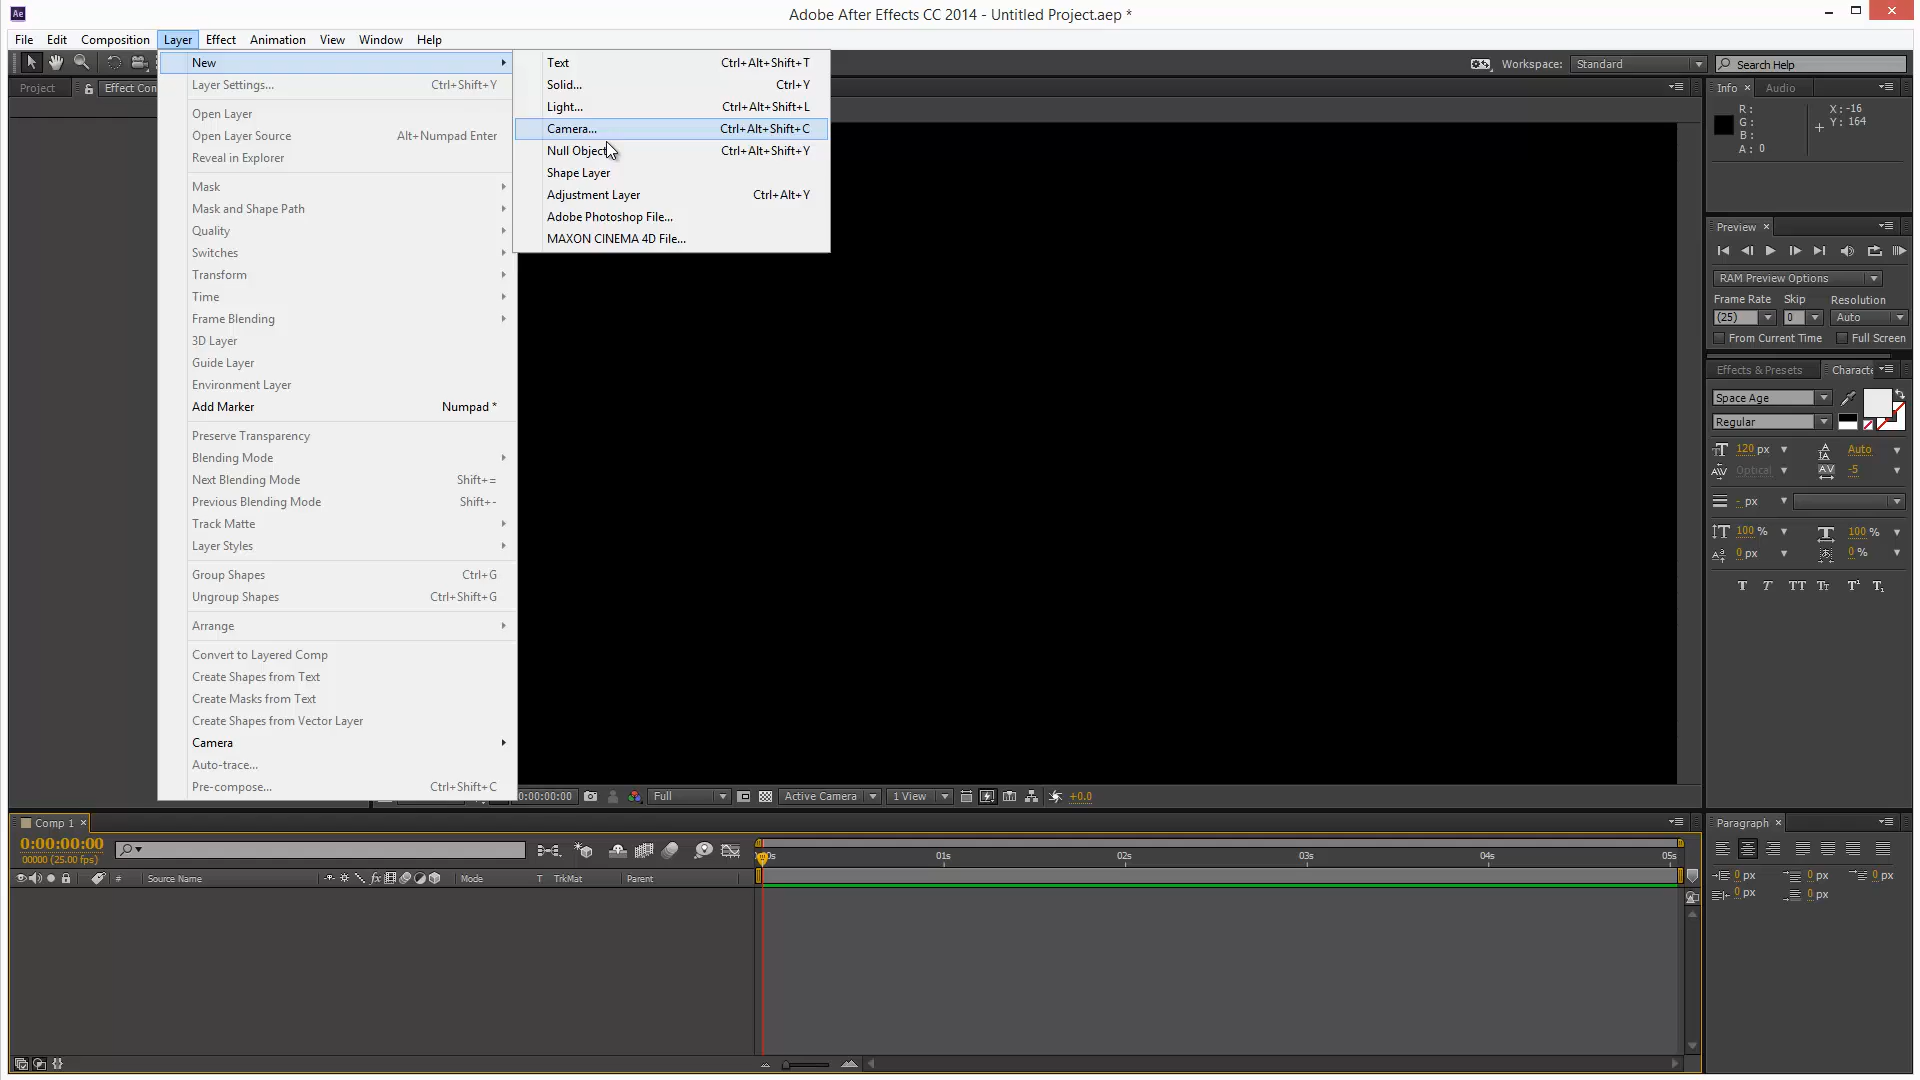 Ae
Adobe After Effects CC 2014 - Untitled Project.aep *
File Edit Composition Layer Effect Animation View Window Help
Workspace: Standard
Search Help
Project
Effect Con
New
Layer Settings... Ctrl+Shift+Y
Open Layer
Open Layer Source Alt+Numpad Enter
Reveal in Explorer
Mask
Mask and Shape Path
Quality
Switches
Transform
Time
Frame Blending
3D Layer
Guide Layer
Environment Layer
Add Marker Numpad *
Preserve Transparency
Blending Mode
Next Blending Mode Shift+=
Previous Blending Mode Shift+-
Track Matte
Layer Styles
Group Shapes Ctrl+G
Ungroup Shapes Ctrl+Shift+G
Arrange
Convert to Layered Comp
Create Shapes from Text
Create Masks from Text
Create Shapes from Vector Layer
Camera
Auto-trace...
Pre-compose... Ctrl+Shift+C
Text Ctrl+Alt+Shift+T
Solid... Ctrl+Y
Light... Ctrl+Alt+Shift+L
Camera... Ctrl+Alt+Shift+C
Null Object Ctrl+Alt+Shift+Y
Shape Layer
Adjustment Layer Ctrl+Alt+Y
Adobe Photoshop File...
MAXON CINEMA 4D File...
Info × Audio
R: X: -16
G: Y: 164
B:
A: 0
Preview ×
RAM Preview Options
Frame Rate Skip Resolution
(25) 0 Auto
From Current Time Full Screen
Effects & Presets Characte
Space Age
Regular
120 px Auto
Optical -5
- px
100 % 100 %
0 px 0 %
T T TT Tt T¹ T₁
0:00:00:00 Full Active Camera 1 View +0.0
Comp 1 ×
0:00:00:00
00000 (25.00 fps)
# Source Name fx Mode T TrkMat Parent
:00s 01s 02s 03s 04s 05s
Paragraph ×
0 px 0 px 0 px
0 px 0 px